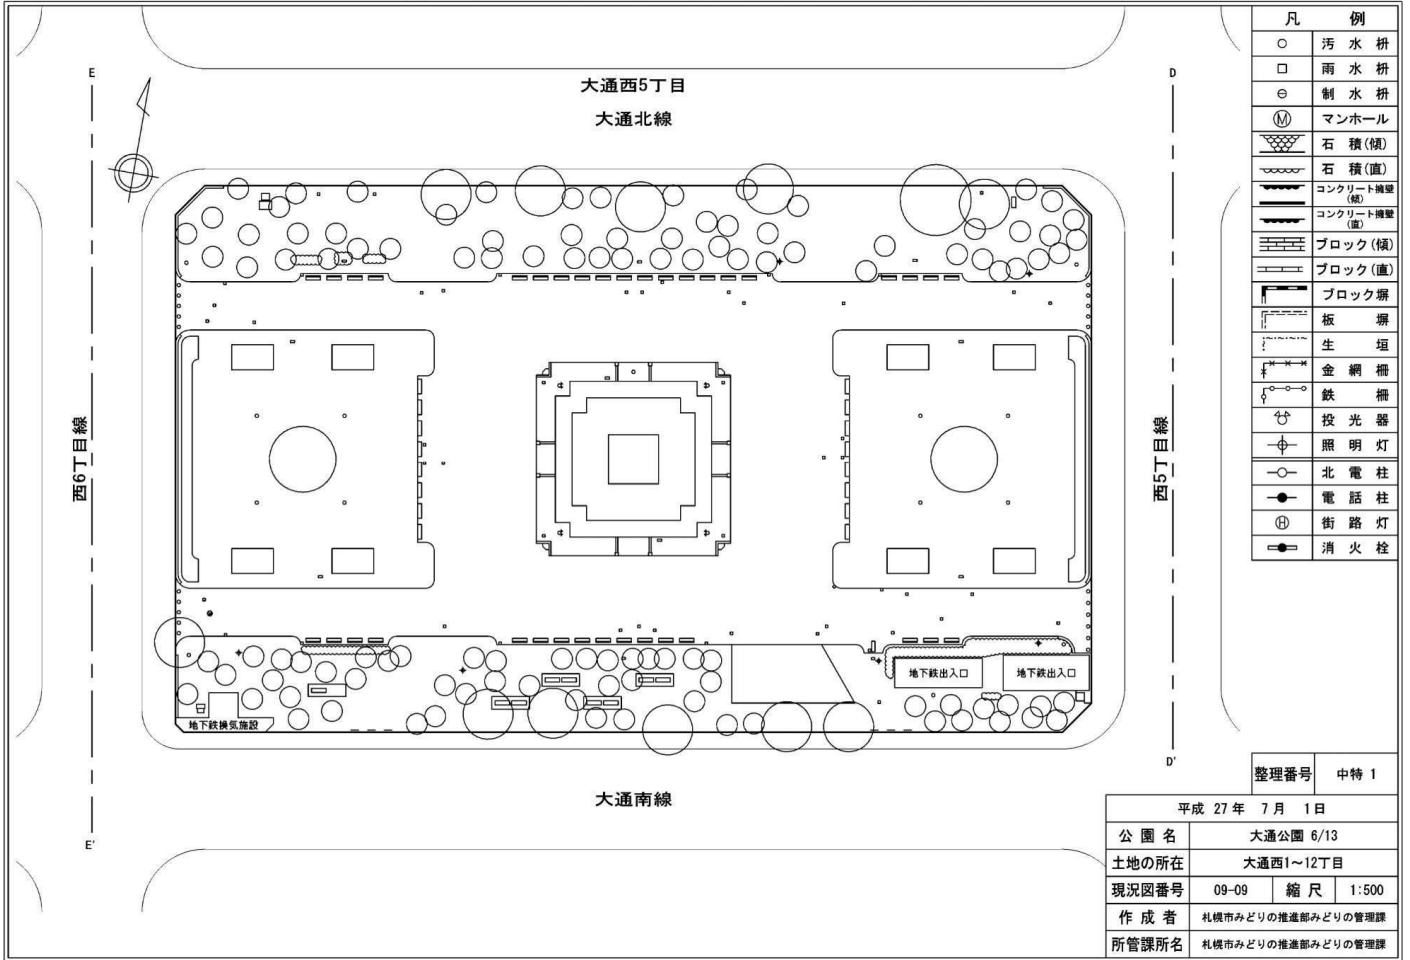 E
D
大通西5丁目
大通北線
西6丁目線
西5丁目線
地下鉄出入口
地下鉄出入口
地下鉄換気施設
大通南線
E'
D'
凡 例
汚水桝
雨水桝
制水桝
Ⓜ マンホール
石積(傾)
石積(直)
コンクリート擁壁
(傾)
コンクリート擁壁
(直)
ブロック(傾)
ブロック(直)
ブロック塀
板塀
生垣
金網柵
鉄柵
投光器
照明灯
北電柱
電話柱
Ⓗ 街路灯
消火栓
整理番号 中特 1
平成 27年 7月 1日
公園名 大通公園 6/13
土地の所在 大通西1～12丁目
現況図番号 09-09 縮尺 1:500
作成者 札幌市みどりの推進部みどりの管理課
所管課所名 札幌市みどりの推進部みどりの管理課